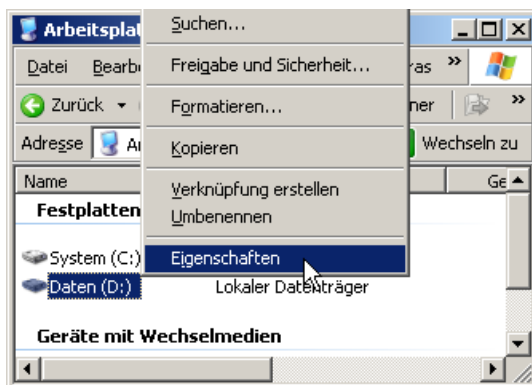 Arbeitsplat
Suchen...
Datei Bearb
Freigabe und Sicherheit...
ras »
Zurück
Formatieren...
ner »
Adresse
Kopieren
Wechseln zu
Name
Verknüpfung erstellen
Ge
Festplatten
Umbenennen
System (C:)
Eigenschaften
Daten (D:) Lokaler Datenträger
Geräte mit Wechselmedien